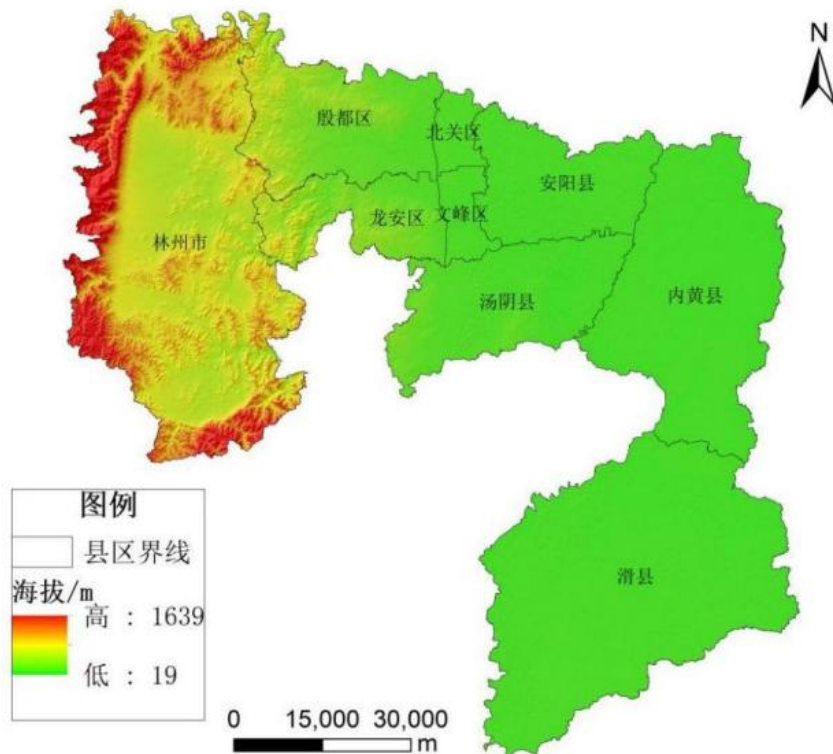 N
殷都区
北关区
安阳县
林州市
龙安区
文峰区
汤阴县
内黄县
滑县
图例
县区界线
海拔/m
高 : 1639
低 : 19
0 15,000 30,000
m